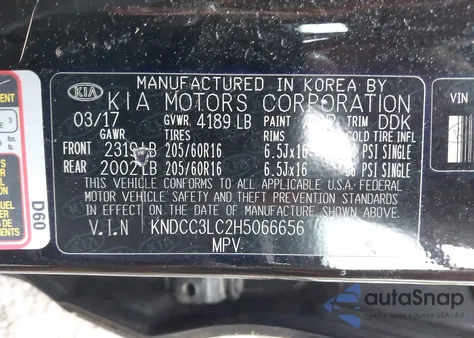 MANUFACTURED IN KOREA BY
KIA KIA MOTORS CORPORATION
03/17 GVWR 4189 LB PAINT TRIM DDK
GAWR TIRES RIMS COLD TIRE INFL
FRONT LB 205/60R16 6.5Jx16 PSI SINGLE
REAR 2002 LB 205/60R16 6.5Jx16 PSI SINGLE
THIS VEHICLE CONFORMS TO ALL APPLICABLE U.S.A. FEDERAL
MOTOR VEHICLE SAFETY AND THEFT PREVENTION STANDARDS IN
EFFECT ON THE DATE OF MANUFACTURE SHOWN ABOVE.
V.I.N KNDCC3LC2H5066656
MPV
D60
VIN
autoSnap